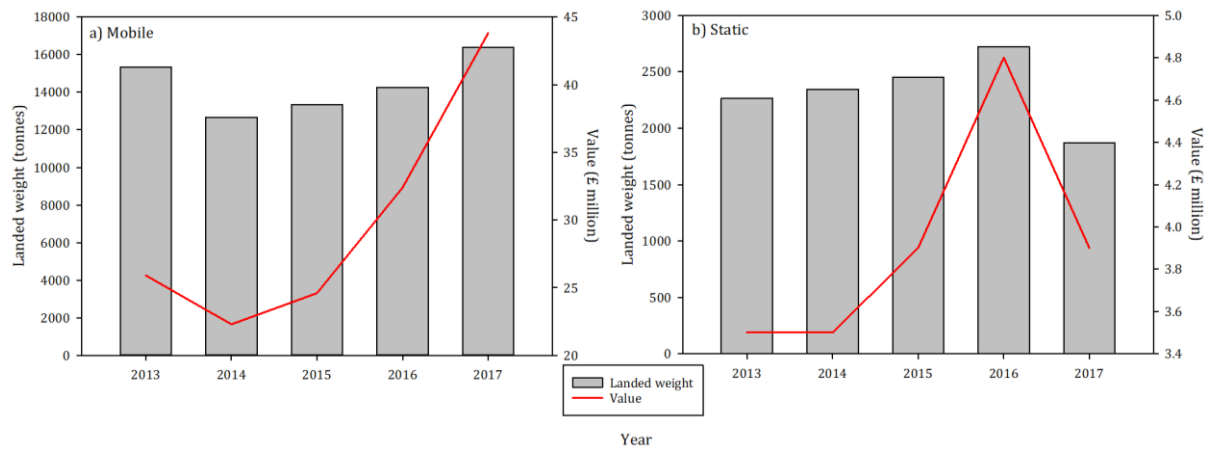 a) Mobile
18000
16000
14000
12000
10000
8000
6000
4000
2000
0
Landed weight (tonnes)
45
40
35
30
25
20
Value (£ million)
2013 2014 2015 2016 2017
b) Static
3000
2500
2000
1500
1000
500
0
Landed weight (tonnes)
5.0
4.8
4.6
4.4
4.2
4.0
3.8
3.6
3.4
Value (£ million)
2013 2014 2015 2016 2017
Landed weight
Value
Year